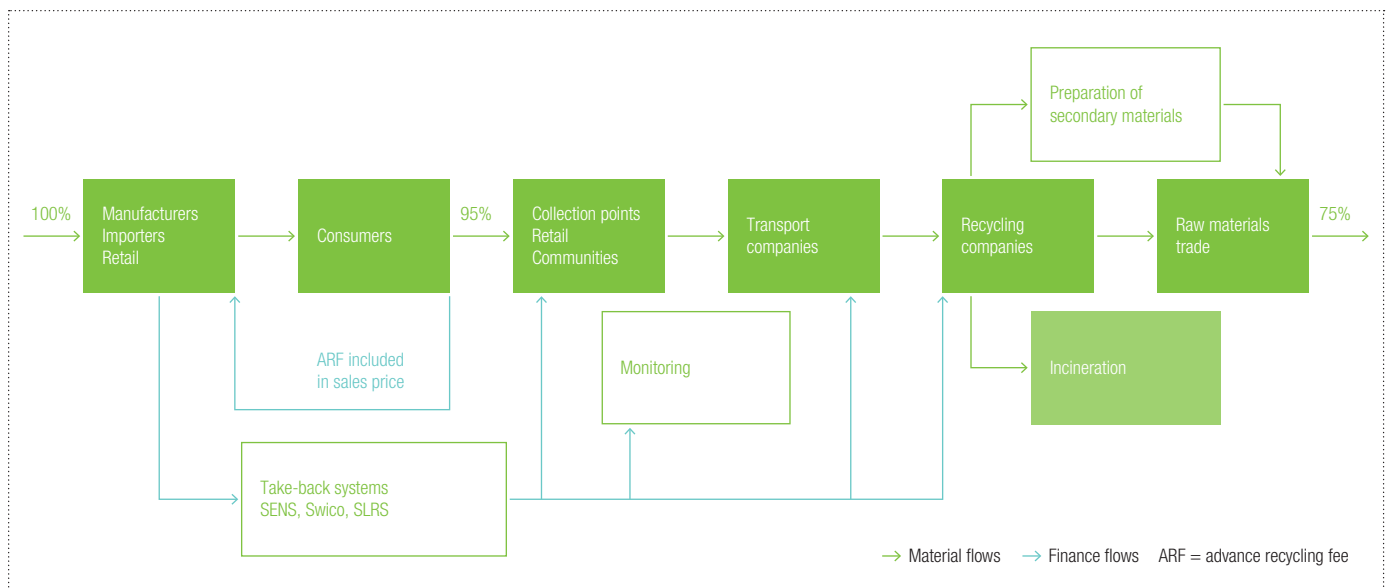 Preparation of
secondary materials
100%
Manufacturers
Importers
Retail
Consumers
95%
Collection points
Retail
Communities
Transport
companies
Recycling
companies
Raw materials
trade
75%
ARF included
in sales price
Monitoring
Incineration
Take-back systems
SENS, Swico, SLRS
Material flows
Finance flows
ARF = advance recycling fee